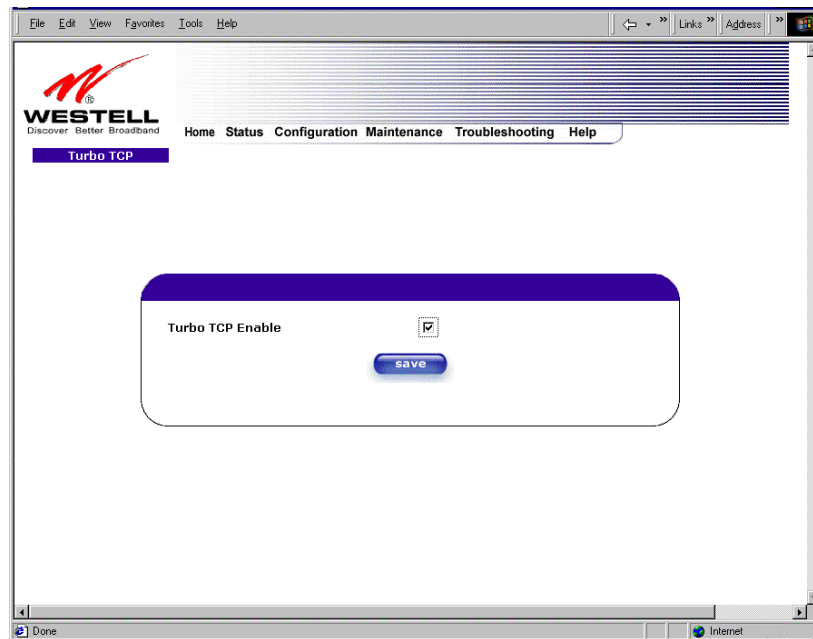 File Edit View Favorites Tools Help
Links » Address »
WESTELL
®
Discover Better Broadband
Home Status Configuration Maintenance Troubleshooting Help
Turbo TCP
Turbo TCP Enable
save
Done
Internet